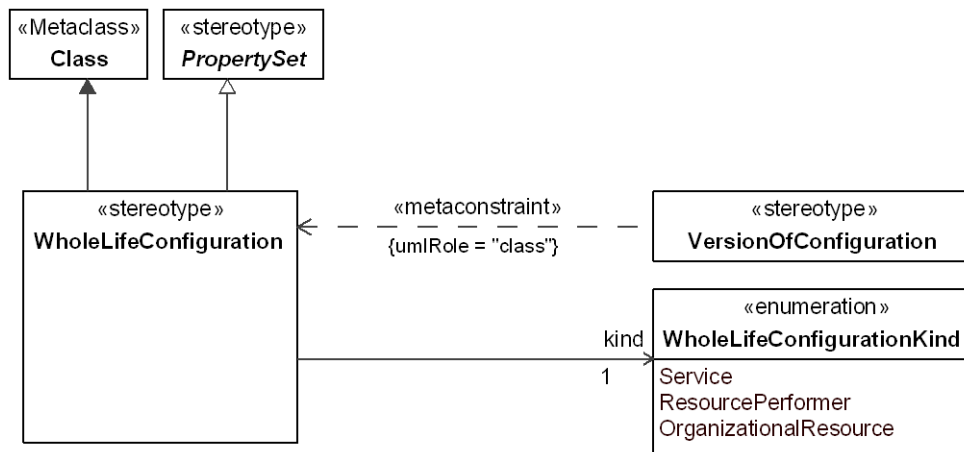 «Metaclass»
Class
«stereotype»
PropertySet
«stereotype»
WholeLifeConfiguration
«metaconstraint»
{umlRole = "class"}
«stereotype»
VersionOfConfiguration
kind
1
«enumeration»
WholeLifeConfigurationKind
Service
ResourcePerformer
OrganizationalResource